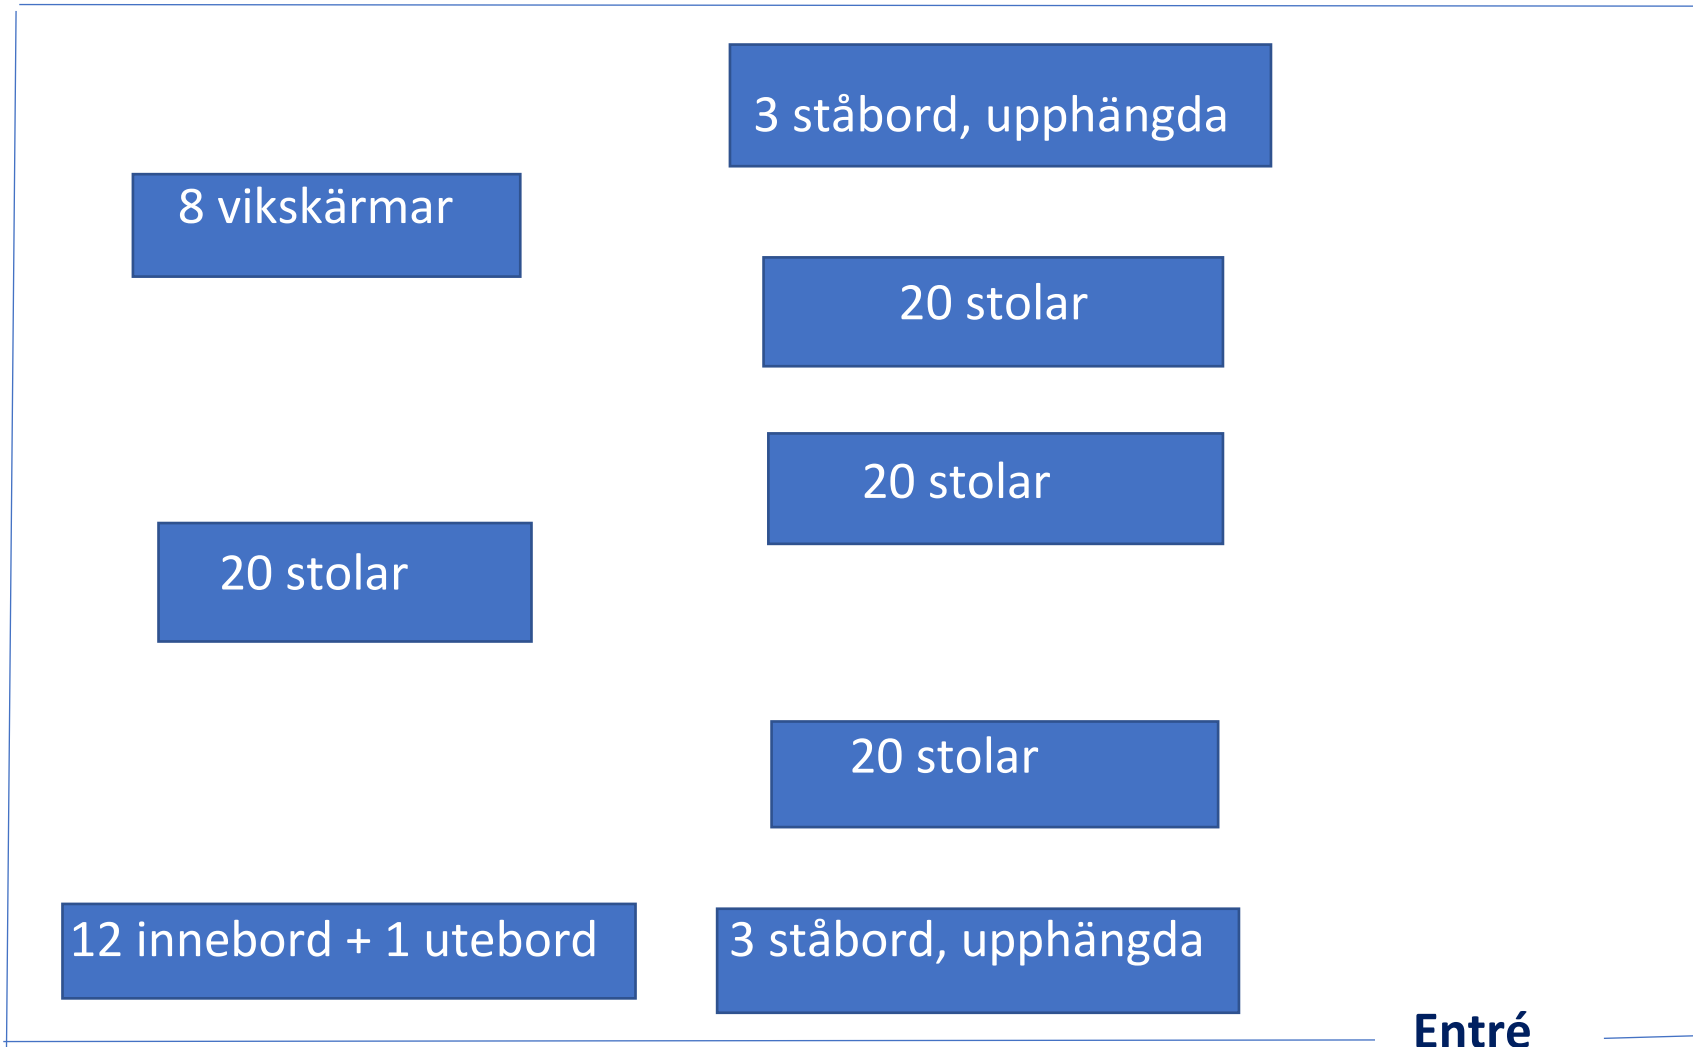 3 ståbord, upphängda
8 vikskärmar
20 stolar
20 stolar
20 stolar
20 stolar
12 innebord + 1 utebord
3 ståbord, upphängda
Entré